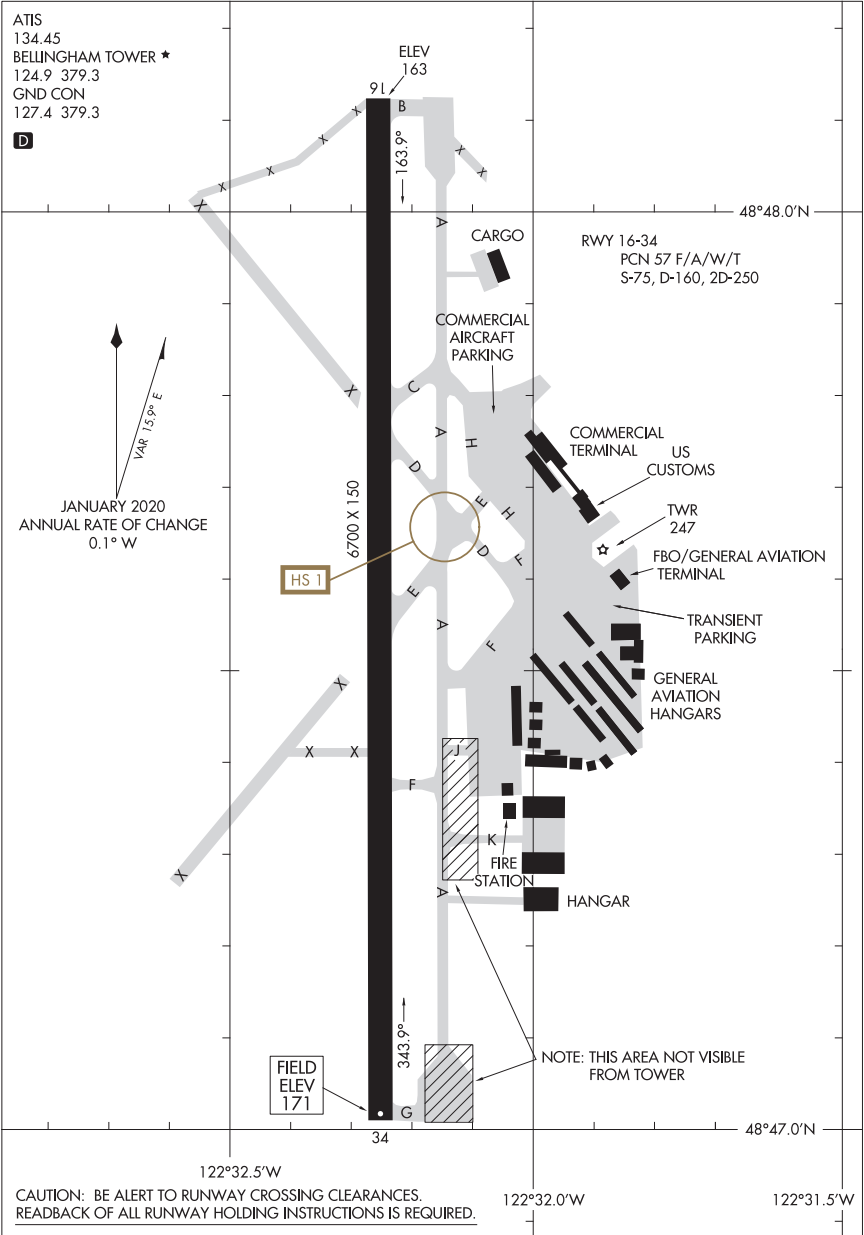 ATIS
134.45
BELLINGHAM TOWER ★
124.9 379.3
GND CON
127.4 379.3
D
ELEV
163
16
B
163.9°
X
X
X
X
X
X
X
A
48°48.0'N
CARGO
RWY 16-34
PCN 57 F/A/W/T
S-75, D-160, 2D-250
COMMERCIAL
AIRCRAFT
PARKING
VAR 15.9° E
JANUARY 2020
ANNUAL RATE OF CHANGE
0.1° W
X
C
A
H
D
E
H
D
F
COMMERCIAL
TERMINAL
US
CUSTOMS
TWR
247
FBO/GENERAL AVIATION
TERMINAL
6700 X 150
HS 1
E
A
F
TRANSIENT
PARKING
GENERAL
AVIATION
HANGARS
X
X
X
J
F
K
X
FIRE
STATION
A
HANGAR
343.9°
FIELD
ELEV
171
G
34
NOTE: THIS AREA NOT VISIBLE
FROM TOWER
48°47.0'N
122°32.5'W
122°32.0'W
122°31.5'W
CAUTION: BE ALERT TO RUNWAY CROSSING CLEARANCES.
READBACK OF ALL RUNWAY HOLDING INSTRUCTIONS IS REQUIRED.